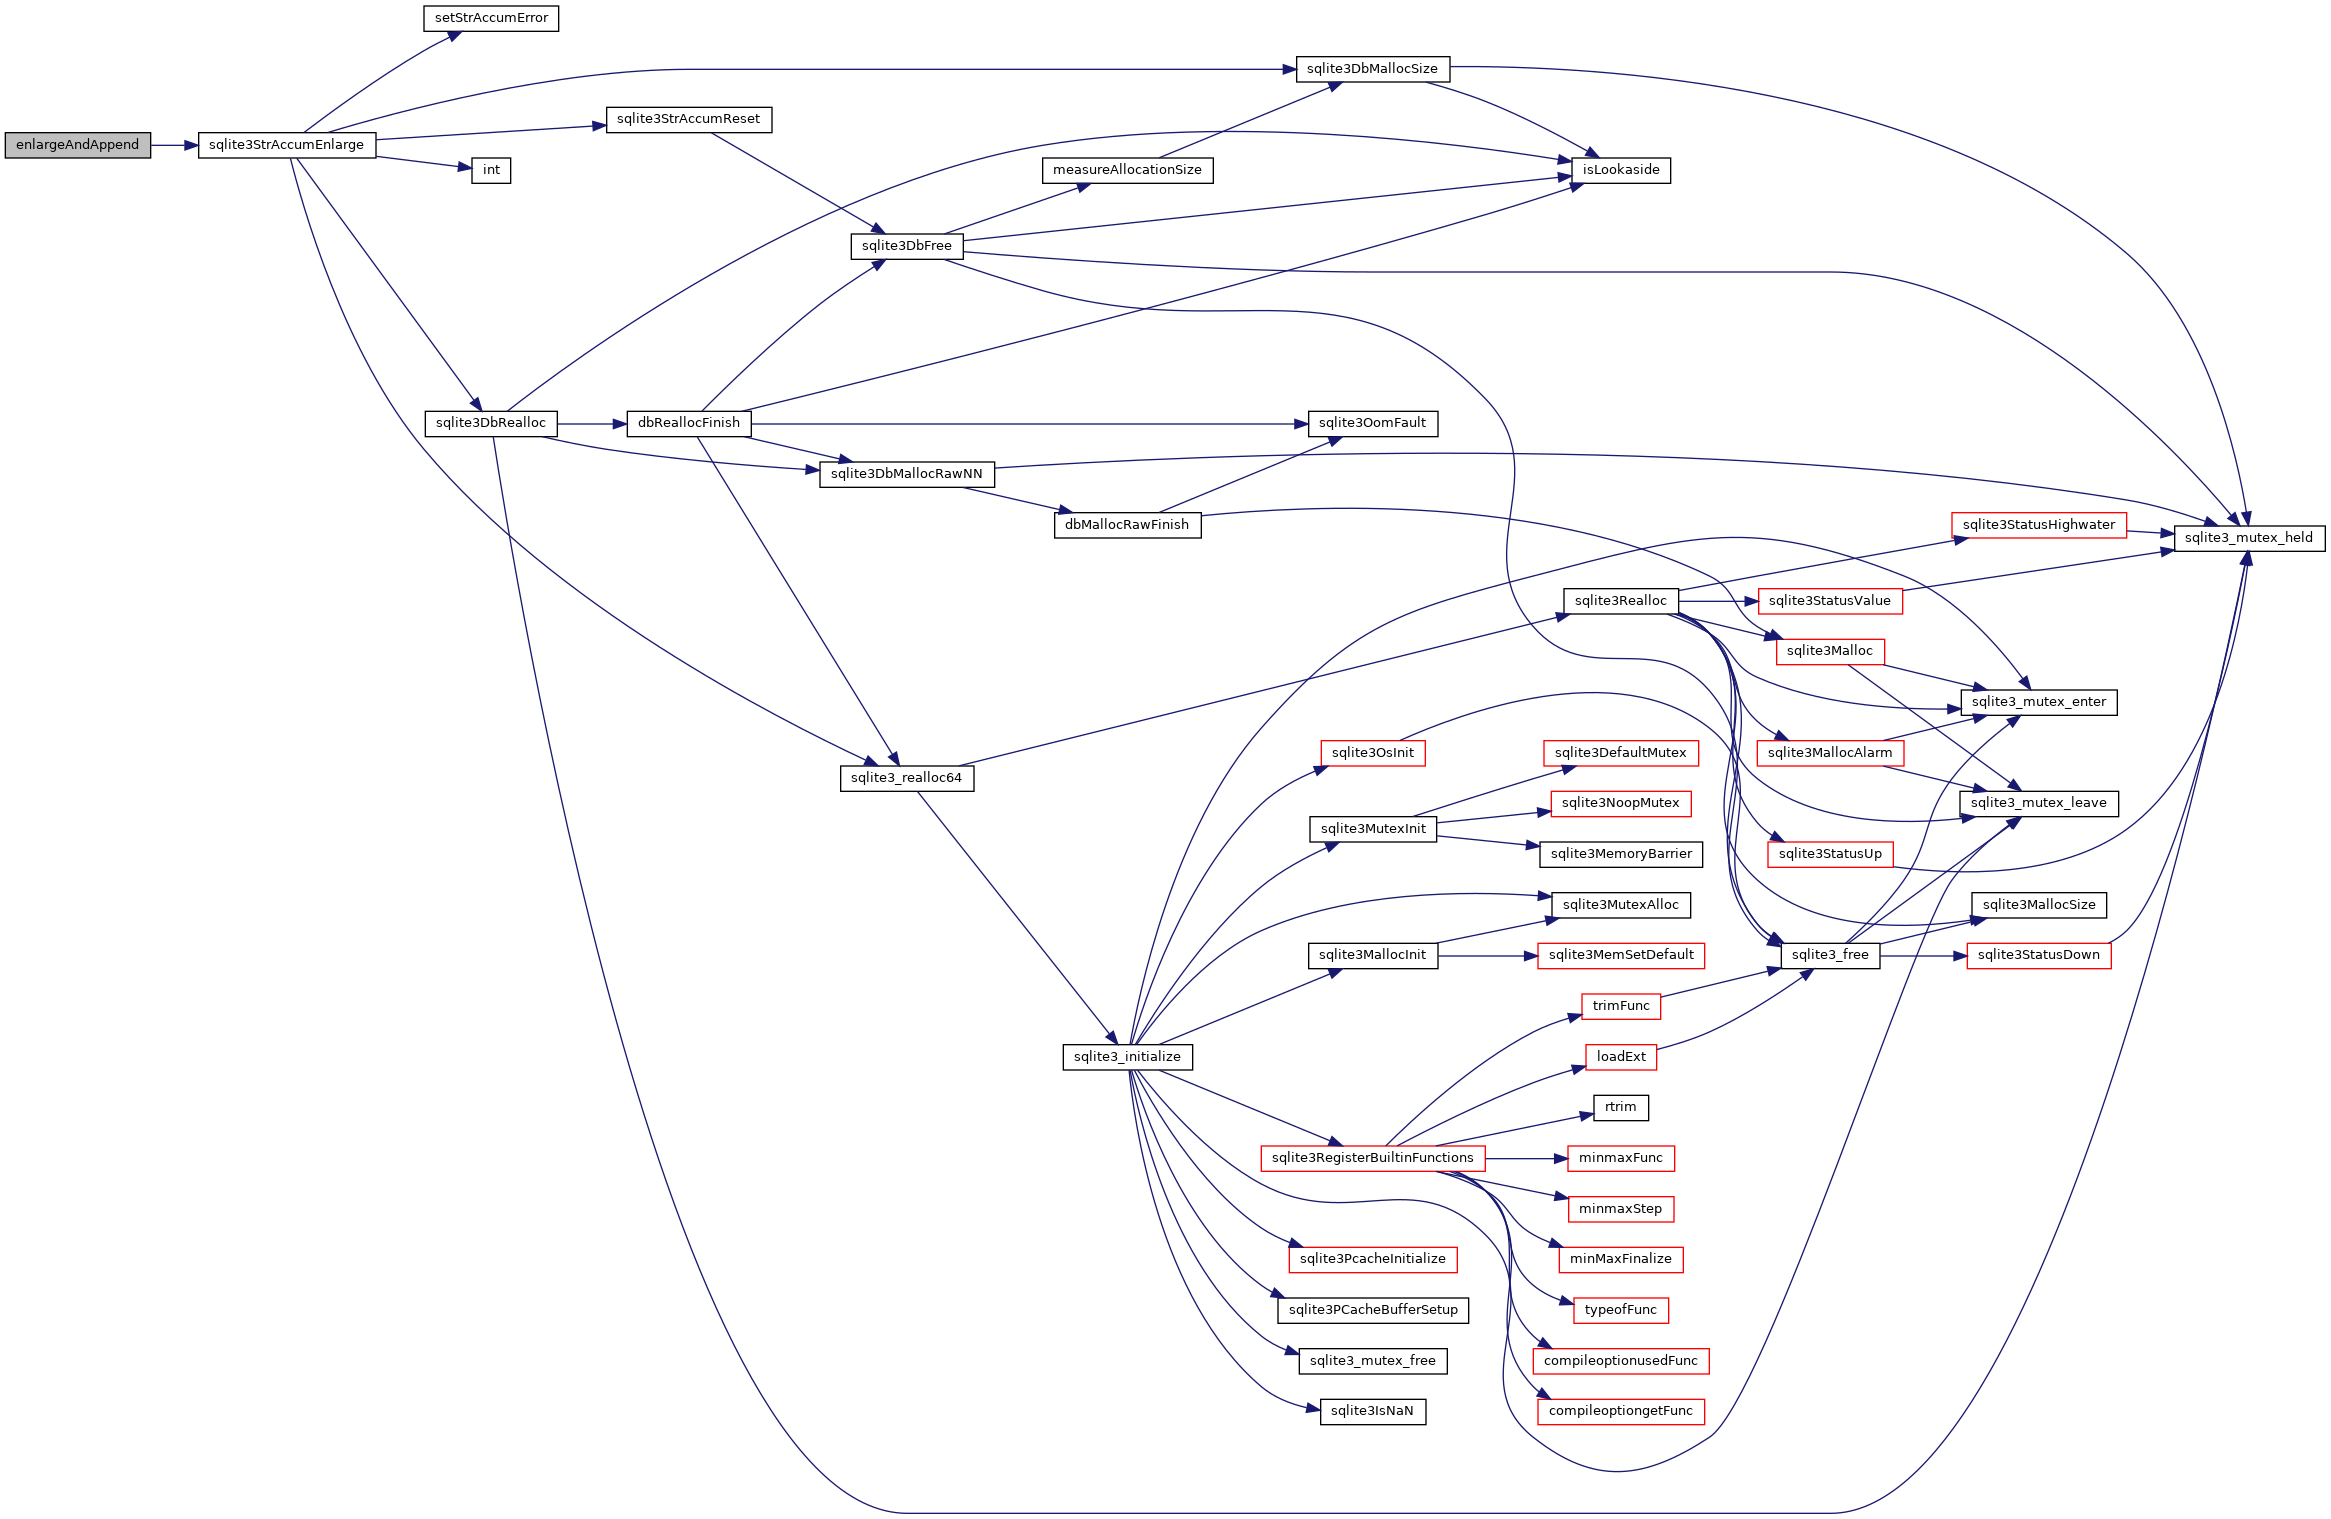 setStrAccumError
sqlite3DbMallocSize
sqlite3StrAccumReset
enlargeAndAppend
sqlite3StrAccumEnlarge
int
measureAllocationSize
isLookaside
sqlite3DbFree
sqlite3DbRealloc
dbReallocFinish
sqlite3OomFault
sqlite3DbMallocRawNN
dbMallocRawFinish
sqlite3StatusHighwater
sqlite3_mutex_held
sqlite3Realloc
sqlite3StatusValue
sqlite3Malloc
sqlite3_mutex_enter
sqlite3OsInit
sqlite3DefaultMutex
sqlite3MallocAlarm
sqlite3_realloc64
sqlite3NoopMutex
sqlite3_mutex_leave
sqlite3MutexInit
sqlite3MemoryBarrier
sqlite3StatusUp
sqlite3MutexAlloc
sqlite3MallocSize
sqlite3MallocInit
sqlite3MemSetDefault
sqlite3_free
sqlite3StatusDown
trimFunc
sqlite3_initialize
loadExt
rtrim
sqlite3RegisterBuiltinFunctions
minmaxFunc
minmaxStep
sqlite3PcacheInitialize
minMaxFinalize
sqlite3PCacheBufferSetup
typeofFunc
sqlite3_mutex_free
compileoptionusedFunc
sqlite3IsNaN
compileoptiongetFunc